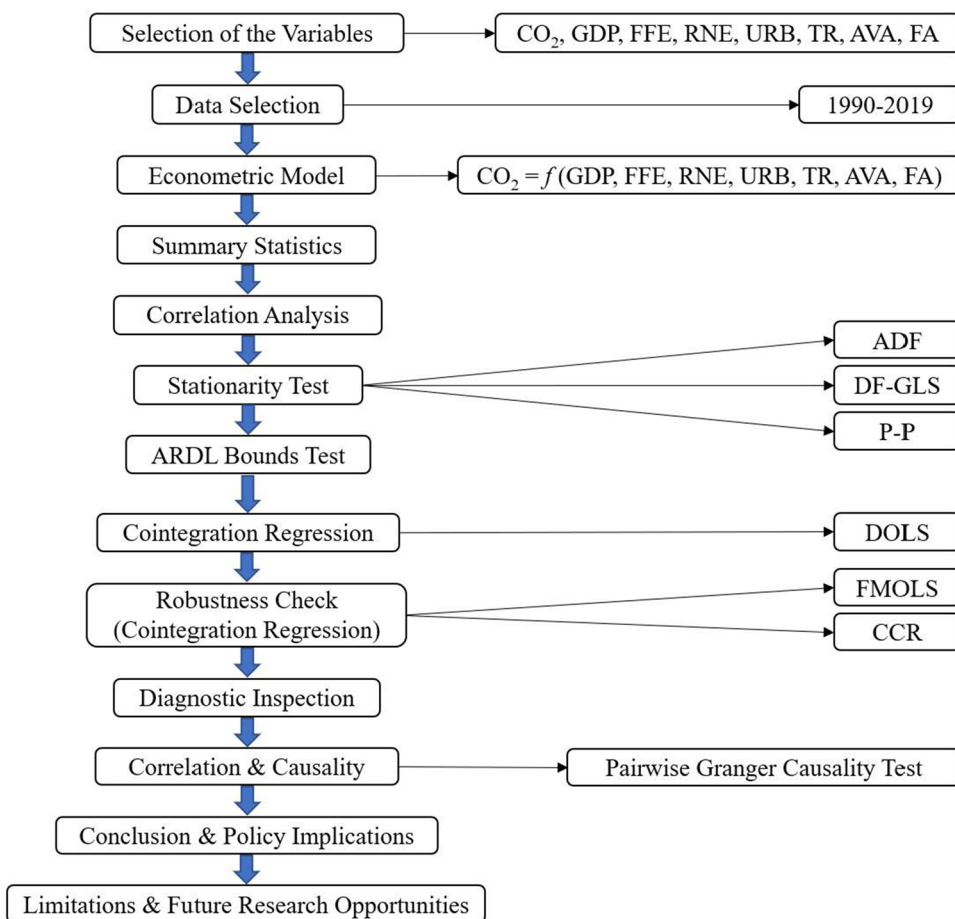 Selection of the Variables
CO₂, GDP, FFE, RNE, URB, TR, AVA, FA
Data Selection
1990-2019
Econometric Model
CO₂ = f (GDP, FFE, RNE, URB, TR, AVA, FA)
Summary Statistics
Correlation Analysis
Stationarity Test
ADF
DF-GLS
P-P
ARDL Bounds Test
Cointegration Regression
DOLS
Robustness Check
(Cointegration Regression)
FMOLS
CCR
Diagnostic Inspection
Correlation & Causality
Pairwise Granger Causality Test
Conclusion & Policy Implications
Limitations & Future Research Opportunities